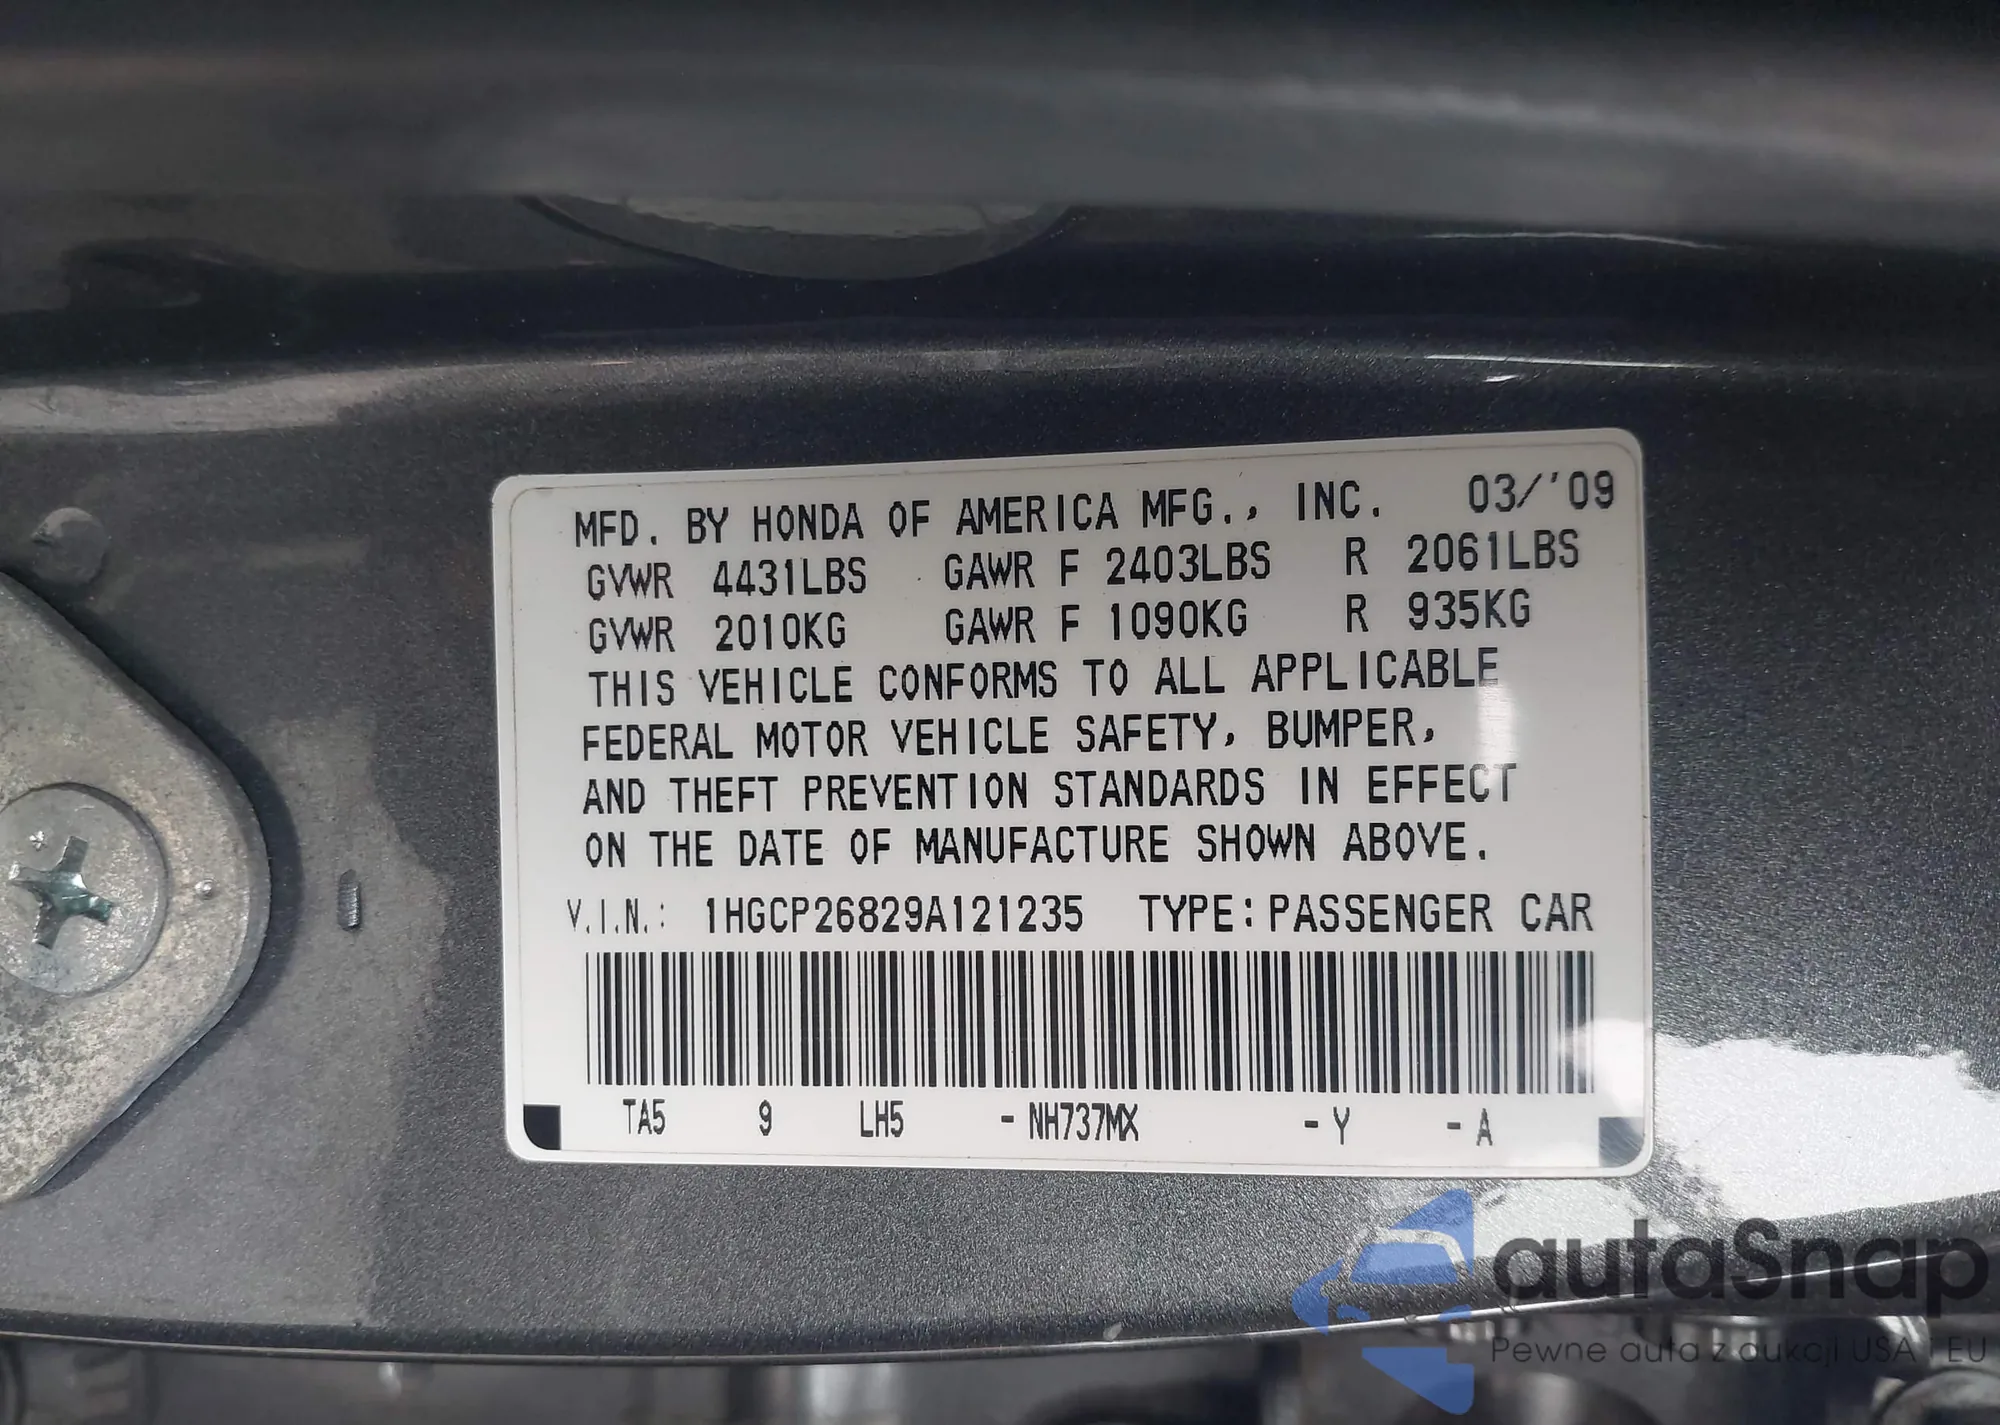 MFD. BY HONDA OF AMERICA MFG., INC. 03/'09
GVWR 4431LBS GAWR F 2403LBS R 2061LBS
GVWR 2010KG GAWR F 1090KG R 935KG
THIS VEHICLE CONFORMS TO ALL APPLICABLE
FEDERAL MOTOR VEHICLE SAFETY, BUMPER,
AND THEFT PREVENTION STANDARDS IN EFFECT
ON THE DATE OF MANUFACTURE SHOWN ABOVE.
V.I.N.: 1HGCP26829A121235 TYPE: PASSENGER CAR
TA5 9 LH5 - NH737MX - Y - A
autaSnap
Pewne auta z aukcji USA i EU